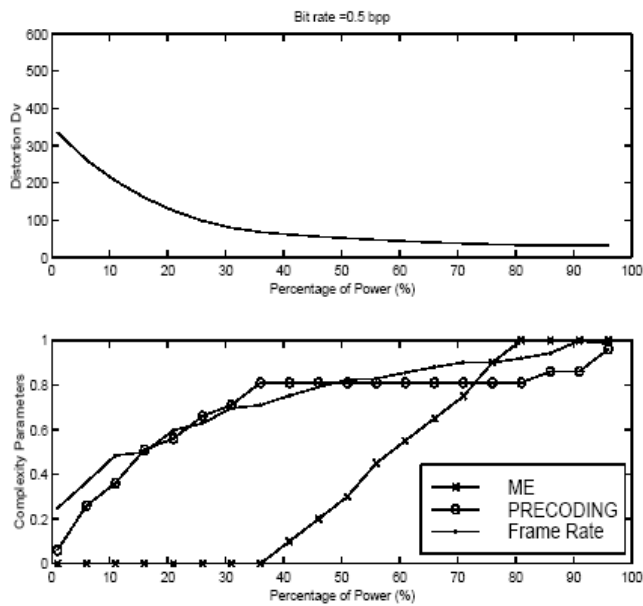 Bit rate =0.5 bpp
600
500
400
300
200
100
0
Distortion Dv
0 10 20 30 40 50 60 70 80 90 100
Percentage of Power (%)
1
0.8
0.6
0.4
0.2
0
Complexity Parameters
ME
PRECODING
Frame Rate
0 10 20 30 40 50 60 70 80 90 100
Percentage of Power (%)